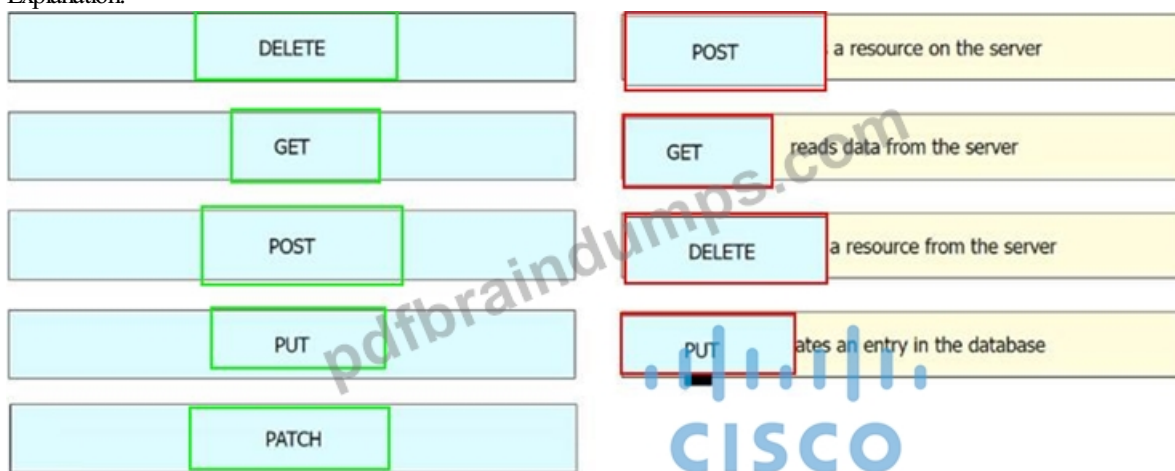 Explanation:
DELETE
POST a resource on the server
GET
GET reads data from the server
POST
DELETE a resource from the server
PUT
PUT ates an entry in the database
PATCH
pdfbraindumps.com
CISCO